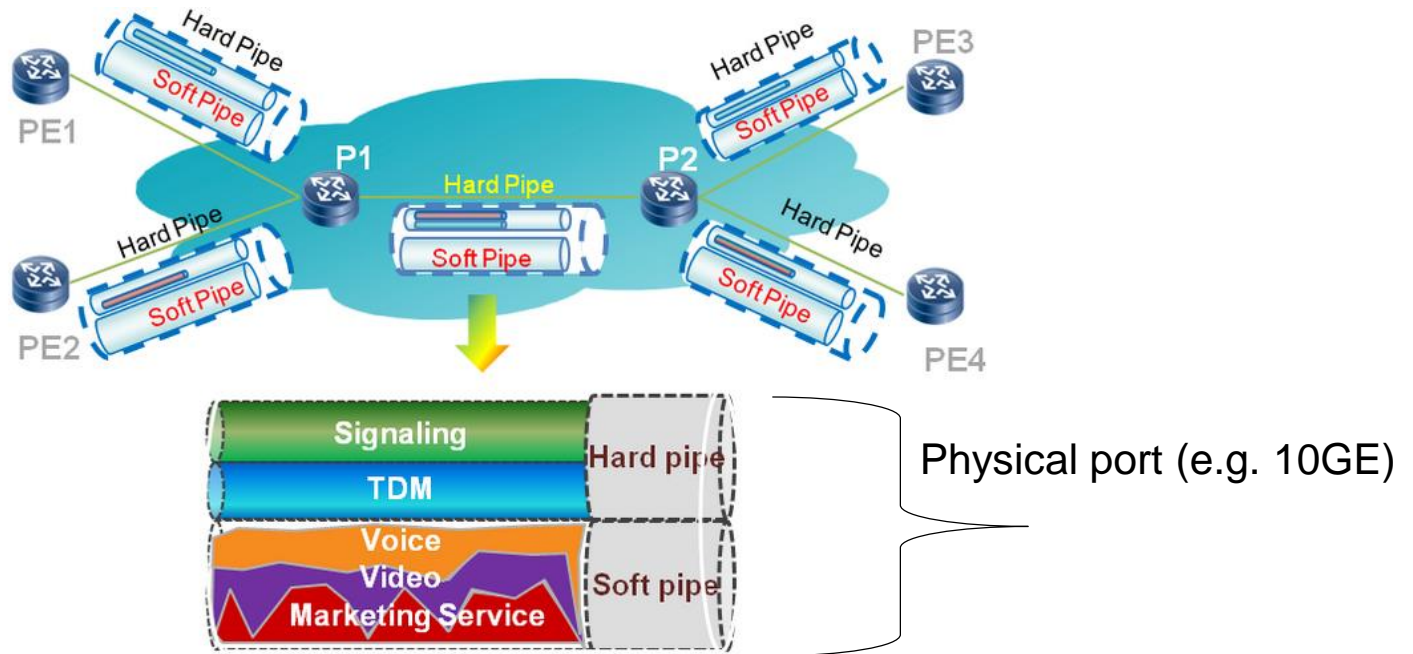 Hard Pipe
Soft Pipe
PE1
Hard Pipe
Soft Pipe
PE3
P1
P2
Hard Pipe
Soft Pipe
Hard Pipe
Soft Pipe
PE2
Hard Pipe
Soft Pipe
PE4
Signaling
TDM
Hard pipe
Voice
Video
Marketing Service
Soft pipe
Physical port (e.g. 10GE)